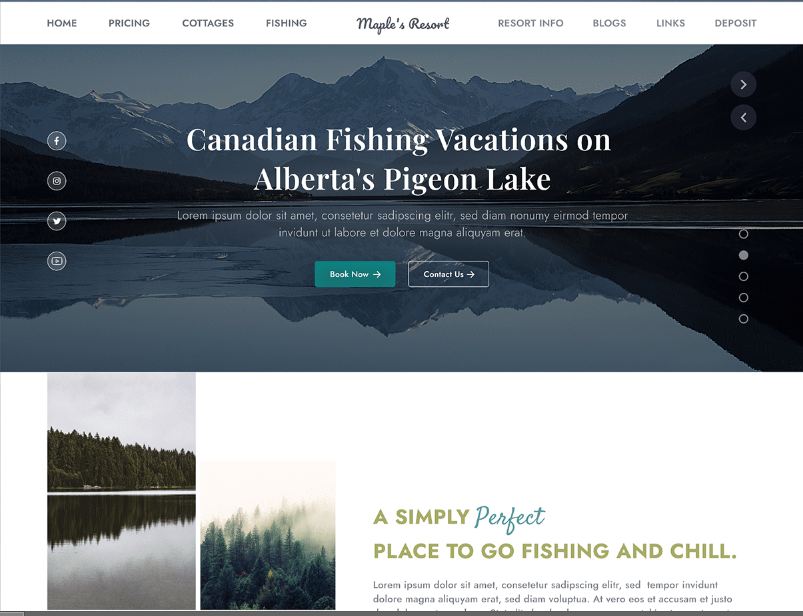 HOME PRICING COTTAGES FISHING Maple's Resort RESORT INFO BLOGS LINKS DEPOSIT
Canadian Fishing Vacations on
Alberta's Pigeon Lake
Lorem ipsum dolor sit amet, consetetur sadipscing elitr, sed diam nonumy eirmod tempor
invidunt ut labore et dolore magna aliquyam erat.
Book Now → Contact Us →
A SIMPLY Perfect
PLACE TO GO FISHING AND CHILL.
Lorem ipsum dolor sit amet, consetetur sadipscing elitr, sed tempor invidunt
dolore magna aliquyam erat, sed diam voluptua. At vero eos et accusam et justo